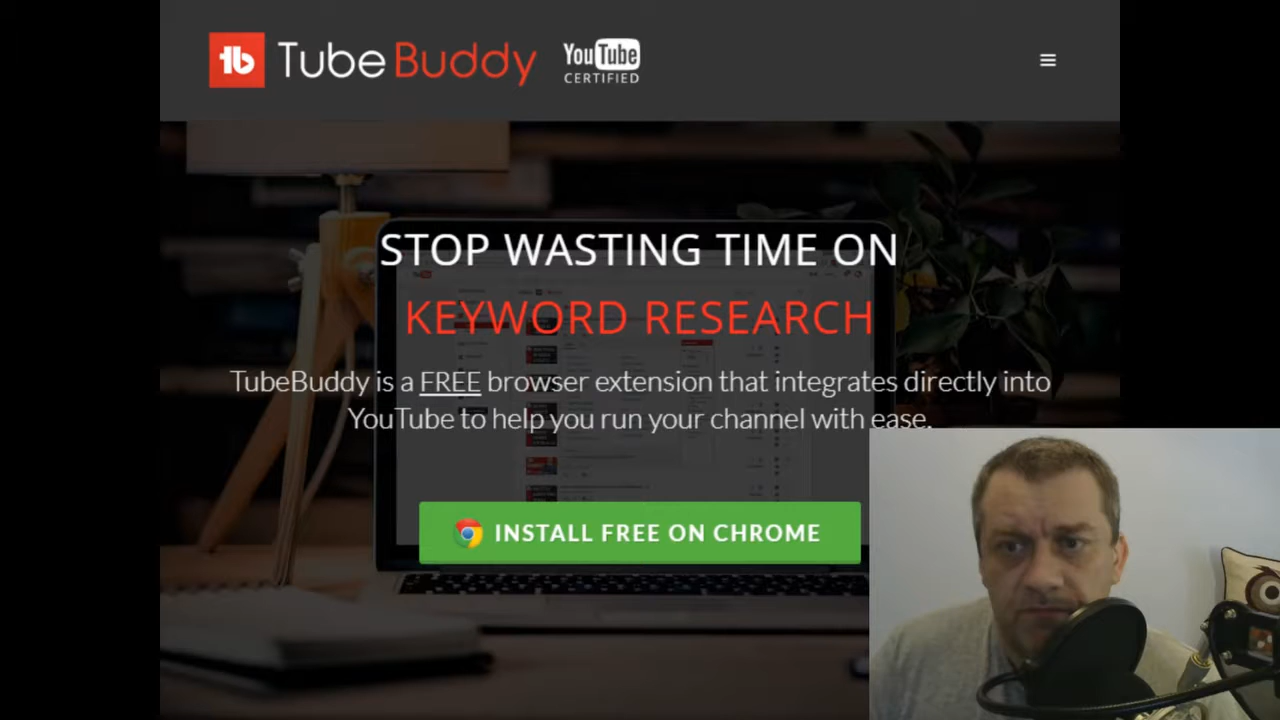 TubeBuddy
YouTube
CERTIFIED
STOP WASTING TIME ON
KEYWORD RESEARCH
TubeBuddy is a FREE browser extension that integrates directly into
YouTube to help you run your channel with ease.
INSTALL FREE ON CHROME